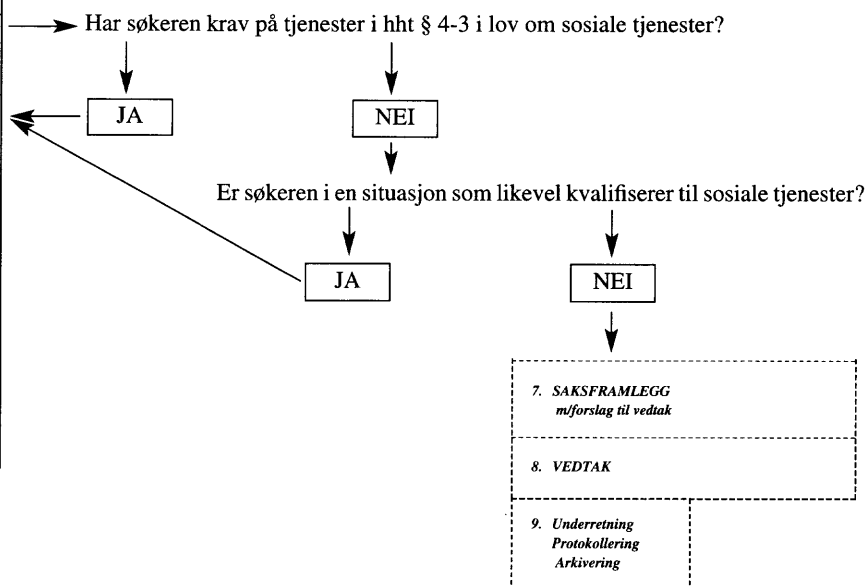 Har søkeren krav på tjenester i hht § 4-3 i lov om sosiale tjenester?
JA
NEI
Er søkeren i en situasjon som likevel kvalifiserer til sosiale tjenester?
JA
NEI
7. SAKSFRAMLEGG
m/forslag til vedtak
8. VEDTAK
9. Underretning
Protokollering
Arkivering